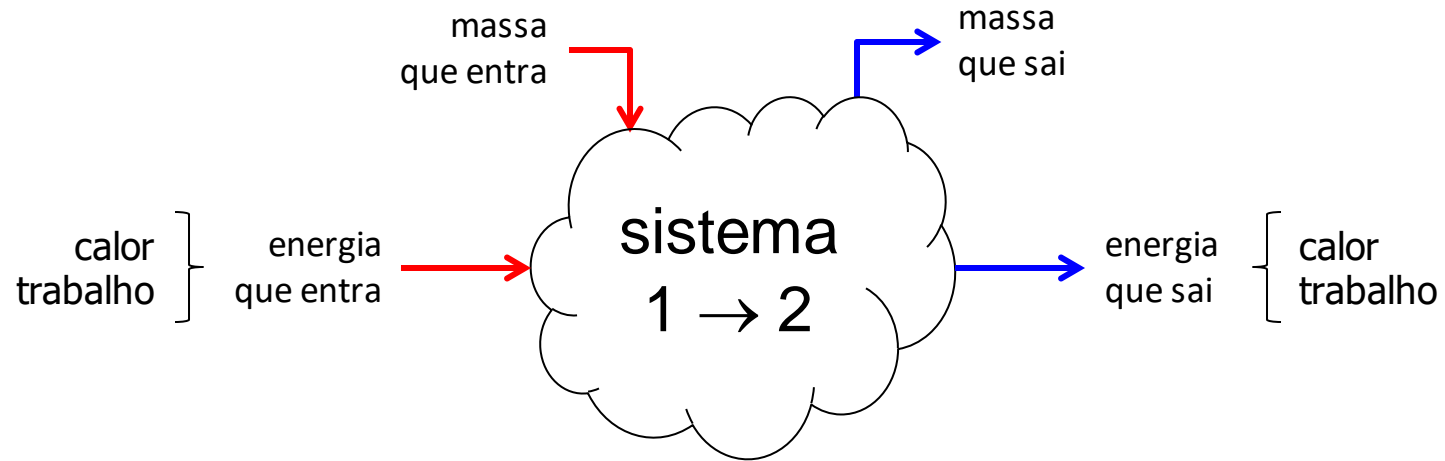 massa
que entra
massa
que sai
calor
trabalho
energia
que entra
sistema
1 → 2
energia
que sai
calor
trabalho